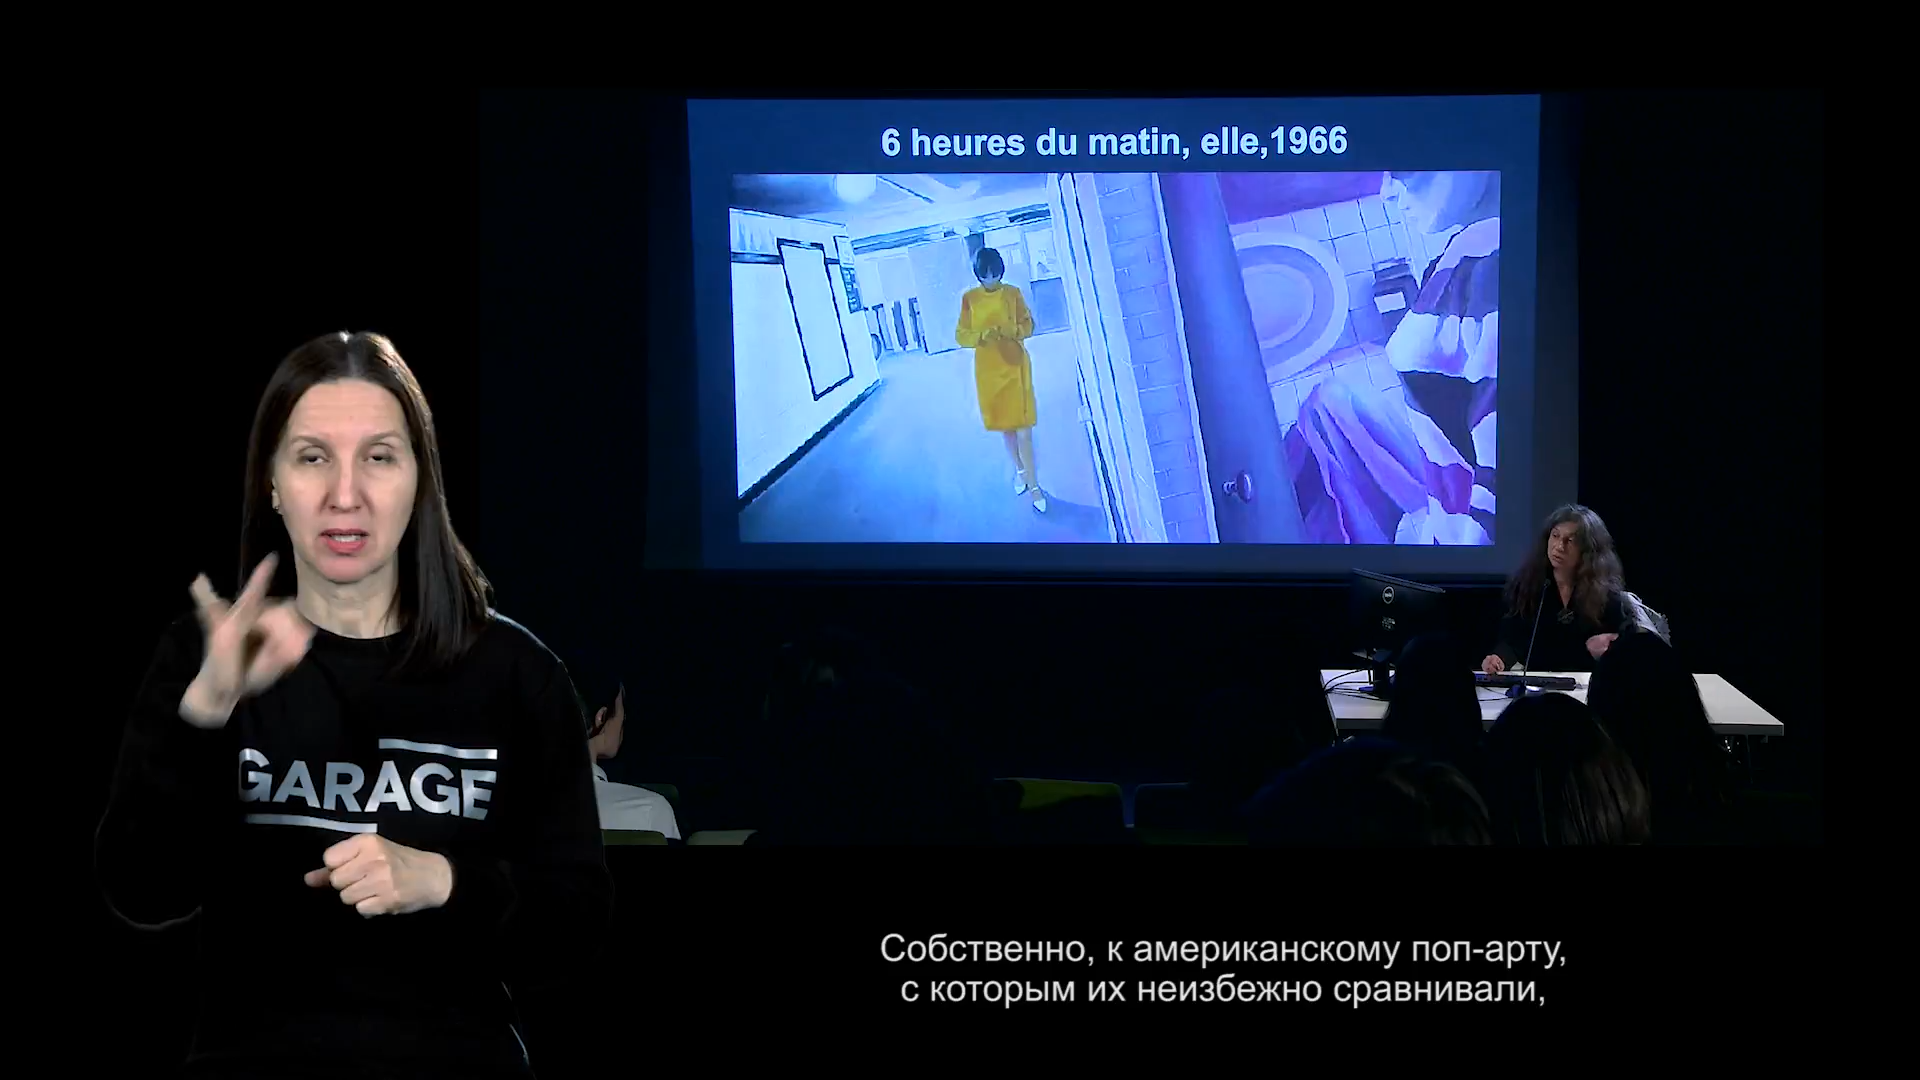 6 heures du matin, elle,1966
GARAGE
Собственно, к американскому поп-арту,
с которым их неизбежно сравнивали,